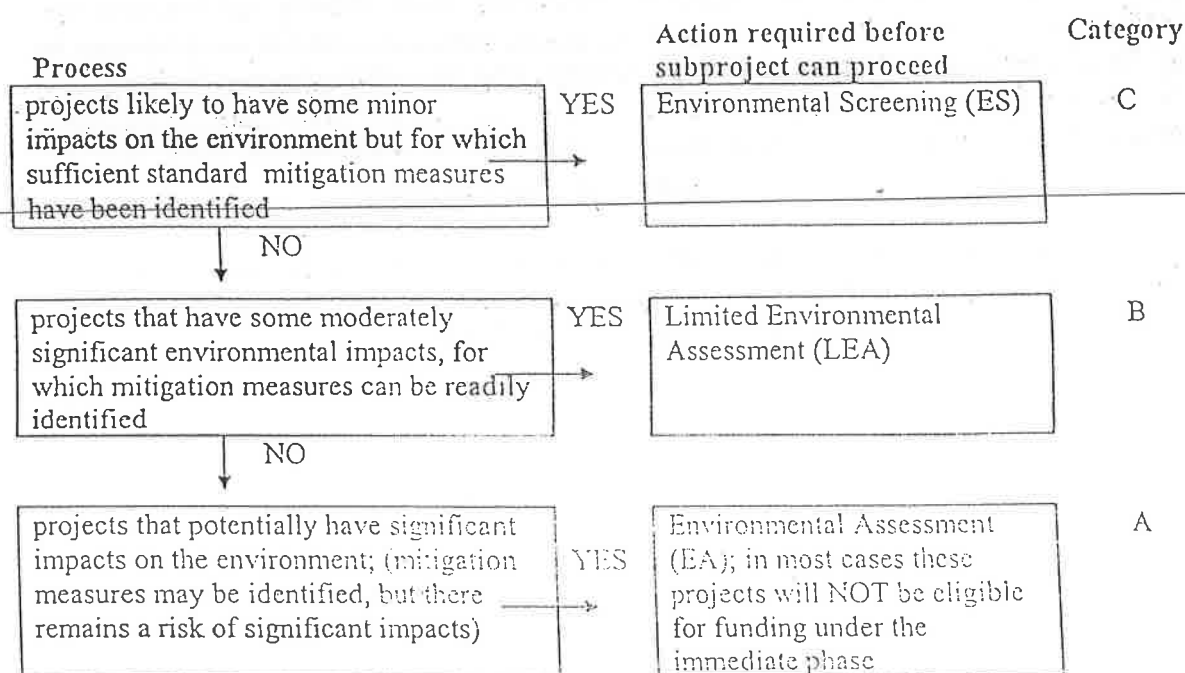 Action required before
subproject can proceed
Category
Process
projects likely to have some minor
impacts on the environment but for which
sufficient standard mitigation measures
have been identified
YES
Environmental Screening (ES)
C
NO
projects that have some moderately
significant environmental impacts, for
which mitigation measures can be readily
identified
YES
Limited Environmental
Assessment (LEA)
B
NO
projects that potentially have significant
impacts on the environment; (mitigation
measures may be identified, but there
remains a risk of significant impacts)
YES
Environmental Assessment
(EA); in most cases these
projects will NOT be eligible
for funding under the
immediate phase
A